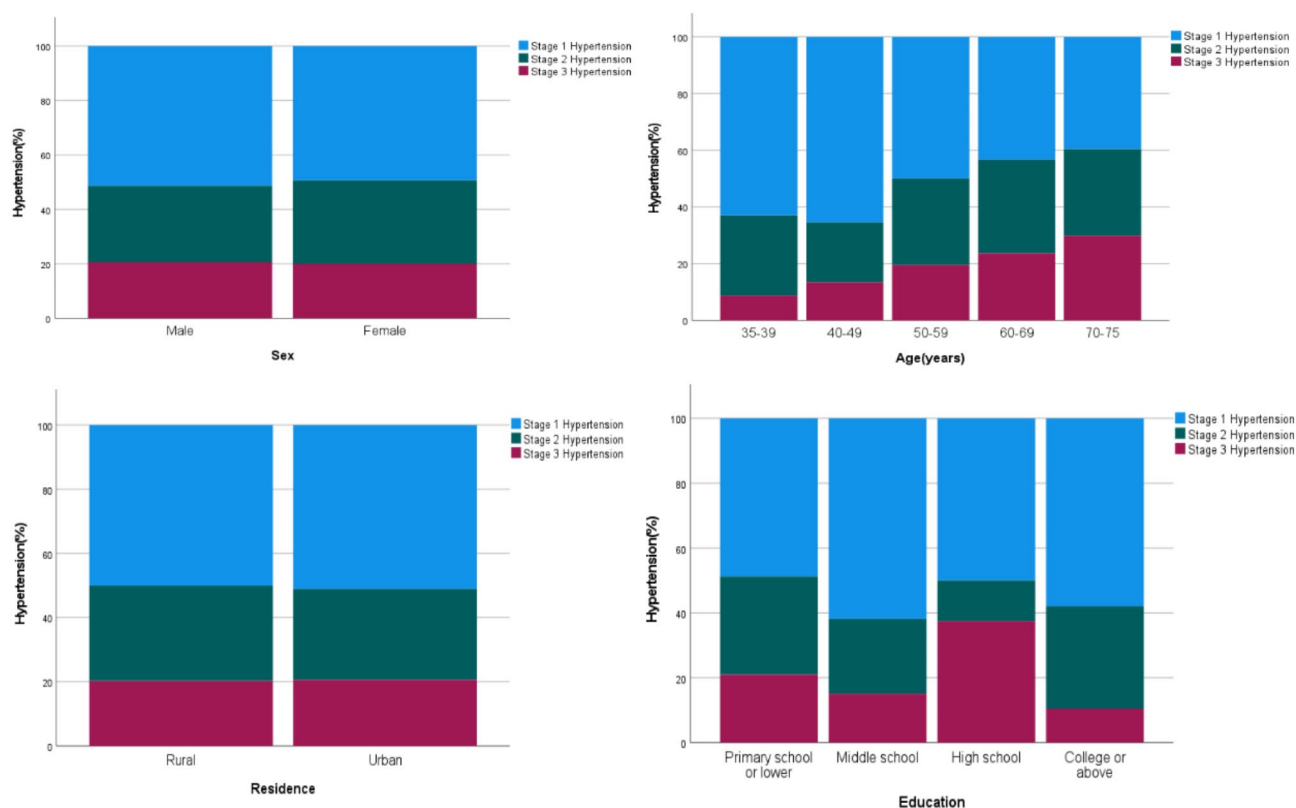 Hypertension(%)
100
80
60
40
20
0
Male
Female
Sex
Stage 1 Hypertension
Stage 2 Hypertension
Stage 3 Hypertension
Hypertension(%)
100
80
60
40
20
0
35-39
40-49
50-59
60-69
70-75
Age(years)
Stage 1 Hypertension
Stage 2 Hypertension
Stage 3 Hypertension
Hypertension(%)
100
80
60
40
20
0
Rural
Urban
Residence
Stage 1 Hypertension
Stage 2 Hypertension
Stage 3 Hypertension
Hypertension(%)
100
80
60
40
20
0
Primary school
or lower
Middle school
High school
College or
above
Education
Stage 1 Hypertension
Stage 2 Hypertension
Stage 3 Hypertension